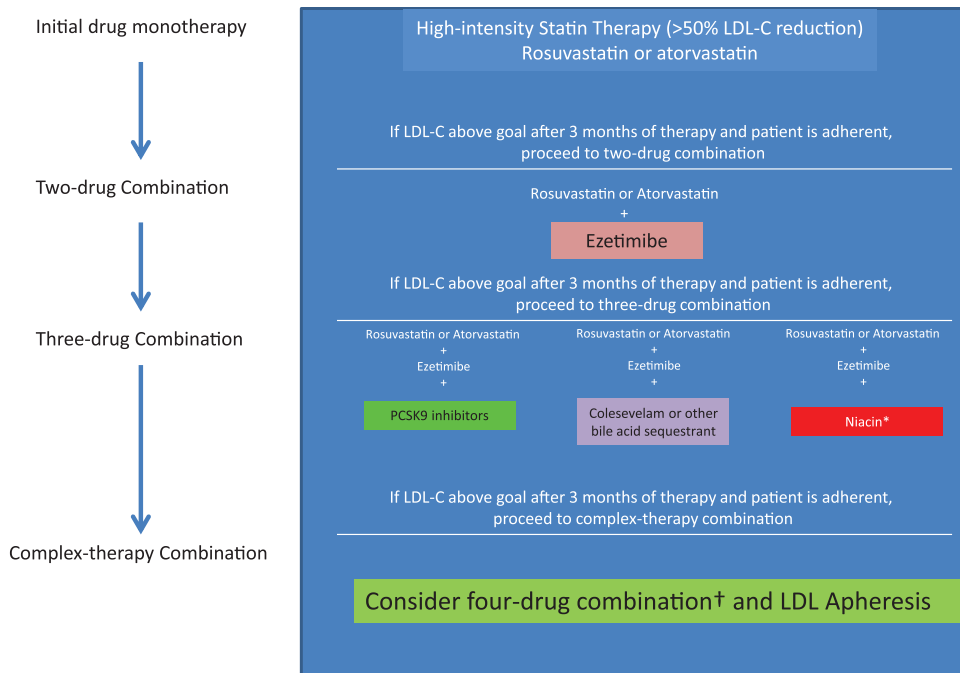 Initial drug monotherapy
High-intensity Statin Therapy (>50% LDL-C reduction)
Rosuvastatin or atorvastatin
If LDL-C above goal after 3 months of therapy and patient is adherent,
proceed to two-drug combination
Two-drug Combination
Rosuvastatin or Atorvastatin
+
Ezetimibe
If LDL-C above goal after 3 months of therapy and patient is adherent,
proceed to three-drug combination
Three-drug Combination
Rosuvastatin or Atorvastatin
+
Ezetimibe
+
PCSK9 inhibitors
Rosuvastatin or Atorvastatin
+
Ezetimibe
+
Colesevelam or other
bile acid sequestrant
Rosuvastatin or Atorvastatin
+
Ezetimibe
+
Niacin*
If LDL-C above goal after 3 months of therapy and patient is adherent,
proceed to complex-therapy combination
Complex-therapy Combination
Consider four-drug combination† and LDL Apheresis